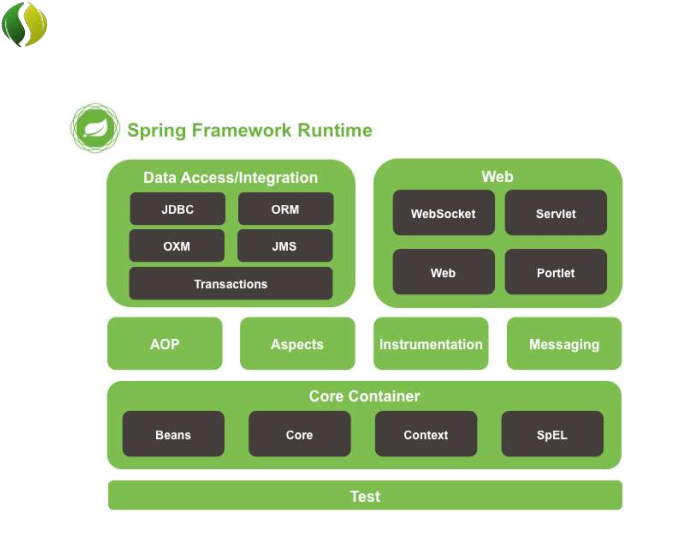 Spring Framework Runtime
Data Access/Integration
JDBC
ORM
OXM
JMS
Transactions
Web
WebSocket
Servlet
Web
Portlet
AOP
Aspects
Instrumentation
Messaging
Core Container
Beans
Core
Context
SpEL
Test